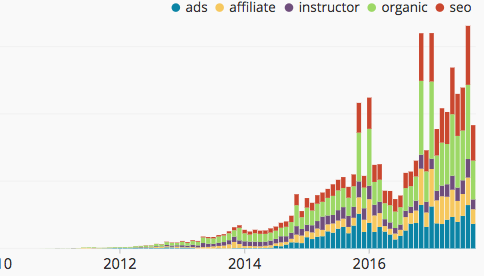 ads affiliate instructor organic seo
10 2012 2014 2016